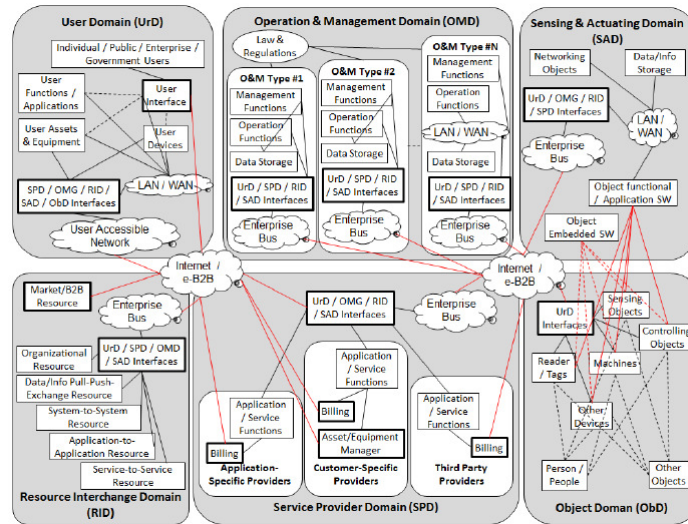 User Domain (UrD)
Individual / Public / Enterprise /
Government Users
User
Functions /
Applications
User
Interface
User Assets
& Equipment
User
Devices
SPD / OMG / RID /
SAD / ObD Interfaces
LAN / WAN
User Accessible
Network
Operation & Management Domain (OMD)
Law &
Regulations
O&M Type #1
Management
Functions
Operation
Functions
Data Storage
UrD / SPD / RID /
SAD Interfaces
Enterprise
Bus
O&M Type #2
Management
Functions
Operation
Functions
Data Storage
UrD / SPD / RID /
SAD Interfaces
Enterprise
Bus
O&M Type #N
Management
Functions
Operation
Functions
LAN / WAN
Data Storage
UrD / SPD / RID /
SAD Interfaces
Enterprise
Bus
Sensing & Actuating Domain
(SAD)
Networking
Objects
Data/Info
Storage
UrD / OMG / RID
/ SPD Interfaces
LAN /
WAN
Enterprise
Bus
Object functional
/ Application SW
Object
Embedded SW
Internet /
e-B2B
Internet /
e-B2B
Market/B2B
Resource
Enterprise
Bus
UrD / SPD / OMD
/ SAD Interfaces
Organizational
Resource
Data/Info Pull-Push-
Exchange Resource
System-to-System
Resource
Application-to-
Application Resource
Service-to-Service
Resource
Resource Interchange Domain
(RID)
UrD / OMG / RID
/ SAD Interfaces
Enterprise
Bus
Application
/ Service
Functions
Billing
Application-
Specific Providers
Application
/ Service
Functions
Billing
Asset/Equipment
Manager
Customer-Specific
Providers
Application
/ Service
Functions
Billing
Third Party
Providers
Service Provider Domain (SPD)
UrD
Interfaces
Sensing
Objects
Controlling
Objects
Reader
/ Tags
Machines
Other
Devices
Person /
People
Other
Objects
Object Doman (ObD)